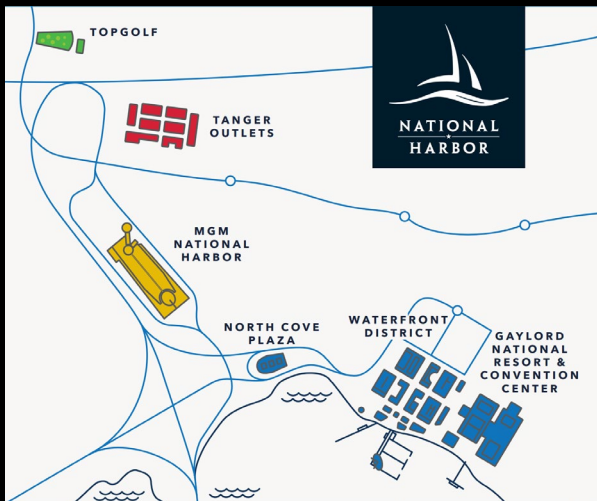 TOPGOLF
NATIONAL
HARBOR
TANGER
OUTLETS
MGM
NATIONAL
HARBOR
NORTH COVE
PLAZA
WATERFRONT
DISTRICT
GAYLORD
NATIONAL
RESORT &
CONVENTION
CENTER